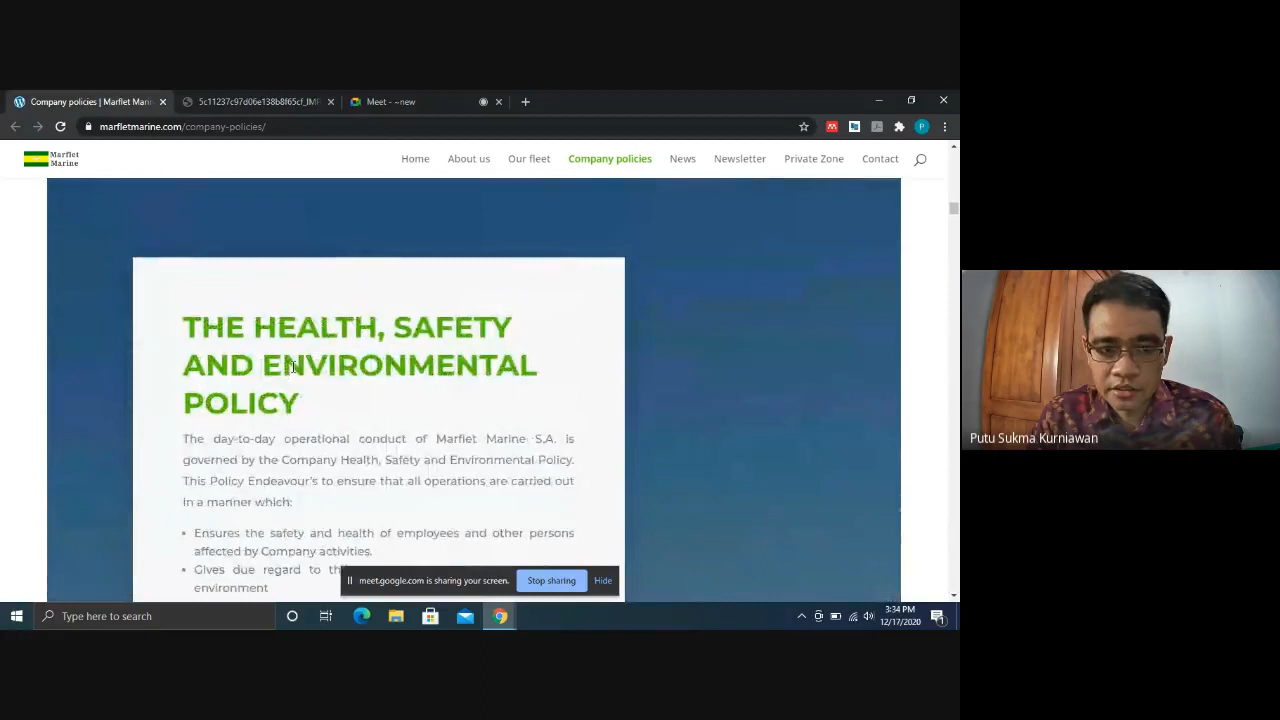 Company policies | Marflet Marin
5c11237c97d06e138b8f65cf_IMP
Meet - ~new
marfletmarine.com/company-policies/
Marflet
Marine
Home About us Our fleet Company policies News Newsletter Private Zone Contact
THE HEALTH, SAFETY
AND ENVIRONMENTAL
POLICY
The day-to-day operational conduct of Marflet Marine S.A. is
governed by the Company Health, Safety and Environmental Policy.
This Policy Endeavour's to ensure that all operations are carried out
in a manner which:
• Ensures the safety and health of employees and other persons
affected by Company activities.
• Gives due regard to th
environment
meet.google.com is sharing your screen. Stop sharing Hide
Type here to search
3:34 PM
12/17/2020
Putu Sukma Kurniawan